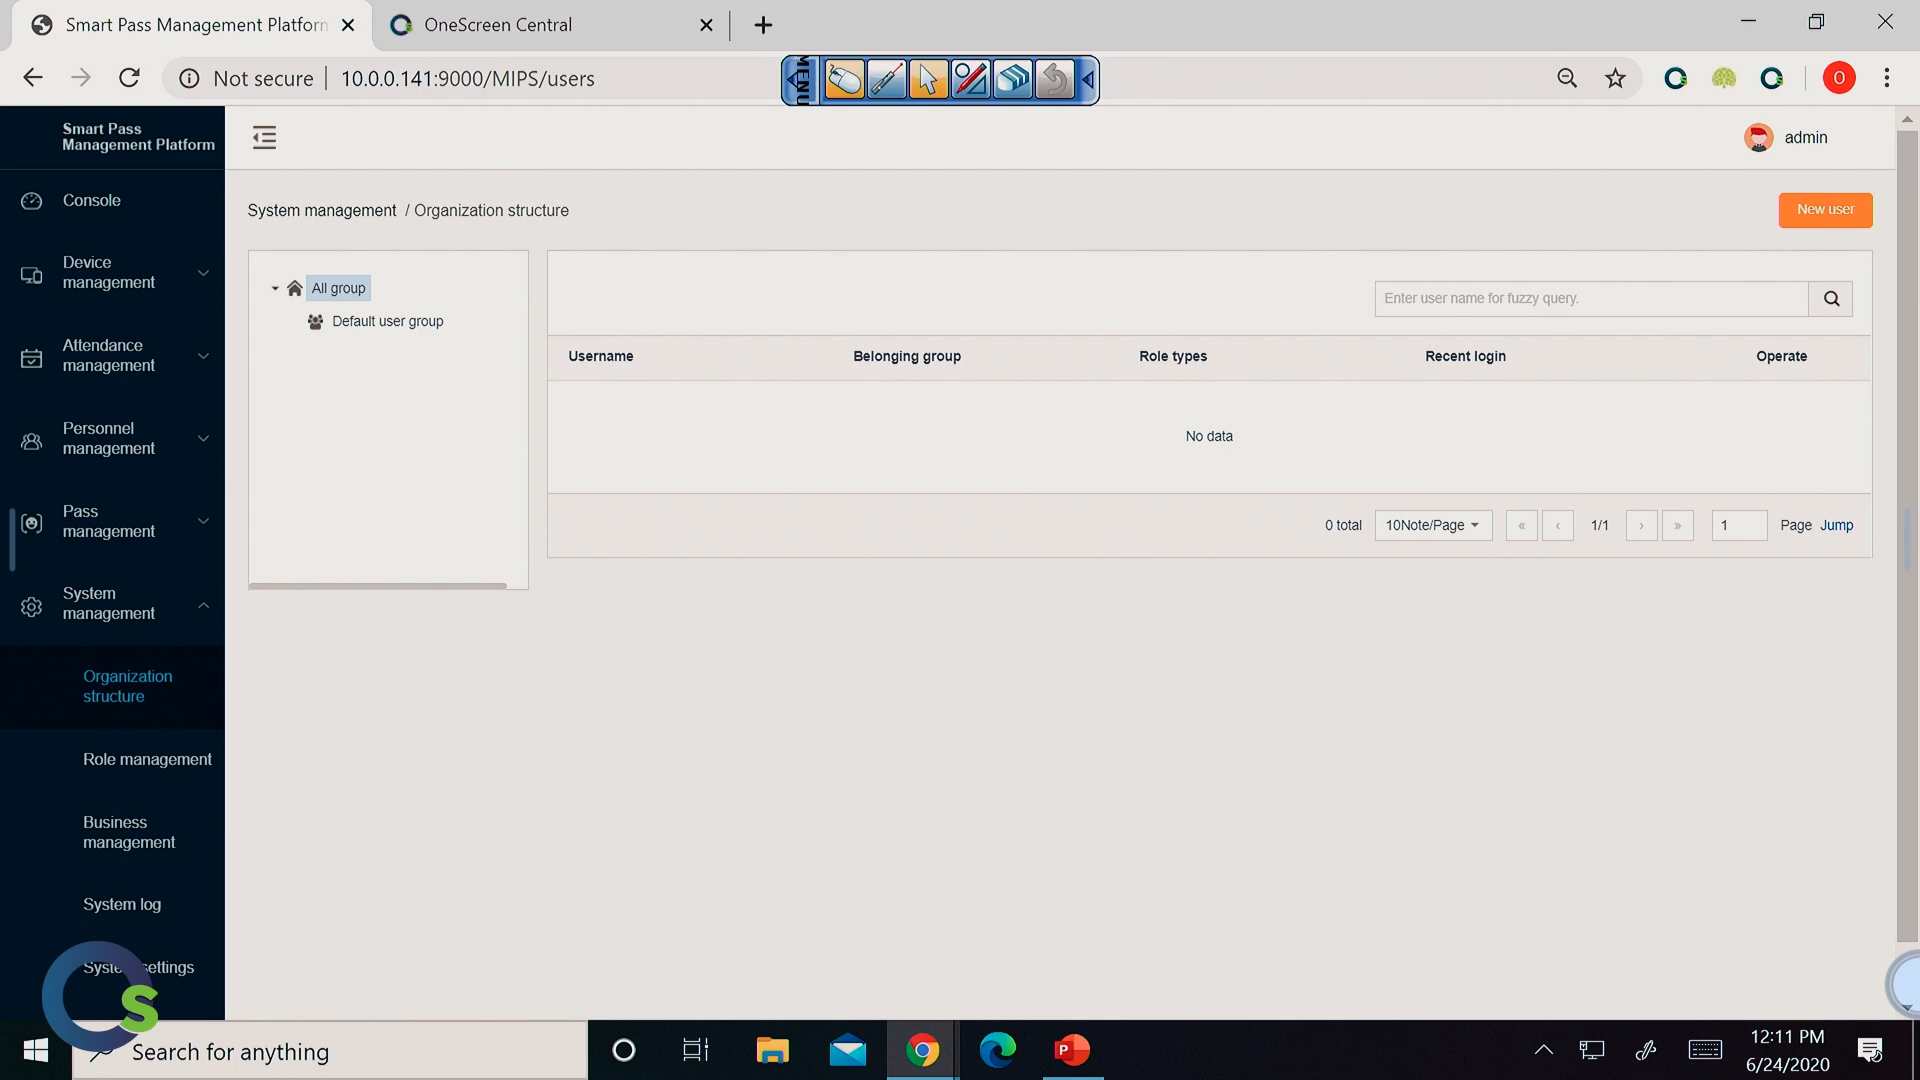 Smart Pass Management Platform
OneScreen Central
Not secure
10.0.0.141:9000/MIPS/users
MENU
O
Smart Pass
Management Platform
admin
Console
Device
management
Attendance
management
Personnel
management
Pass
management
System
management
Organization
structure
Role management
Business
management
System log
System settings
System management / Organization structure
New user
All group
Default user group
Enter user name for fuzzy query.
Username
Belonging group
Role types
Recent login
Operate
No data
0 total
10Note/Page
«
‹
1/1
›
»
1
Page
Jump
S
Search for anything
P
12:11 PM
6/24/2020